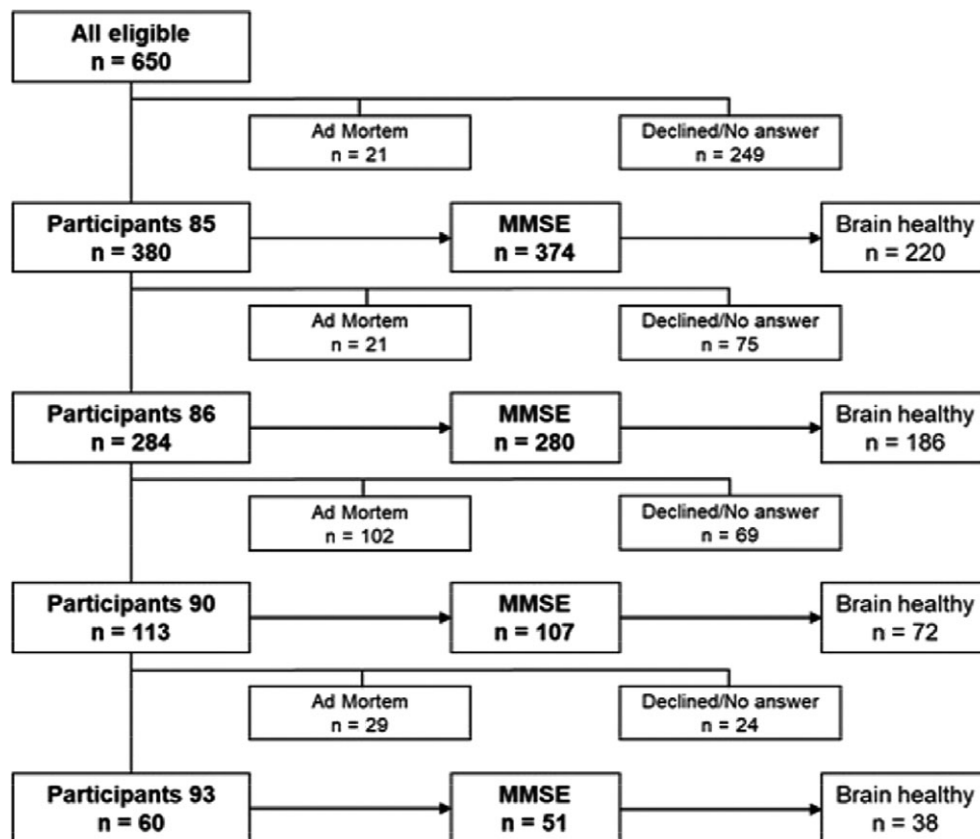 All eligible
n = 650
Ad Mortem
n = 21
Declined/No answer
n = 249
Participants 85
n = 380
MMSE
n = 374
Brain healthy
n = 220
Ad Mortem
n = 21
Declined/No answer
n = 75
Participants 86
n = 284
MMSE
n = 280
Brain healthy
n = 186
Ad Mortem
n = 102
Declined/No answer
n = 69
Participants 90
n = 113
MMSE
n = 107
Brain healthy
n = 72
Ad Mortem
n = 29
Declined/No answer
n = 24
Participants 93
n = 60
MMSE
n = 51
Brain healthy
n = 38